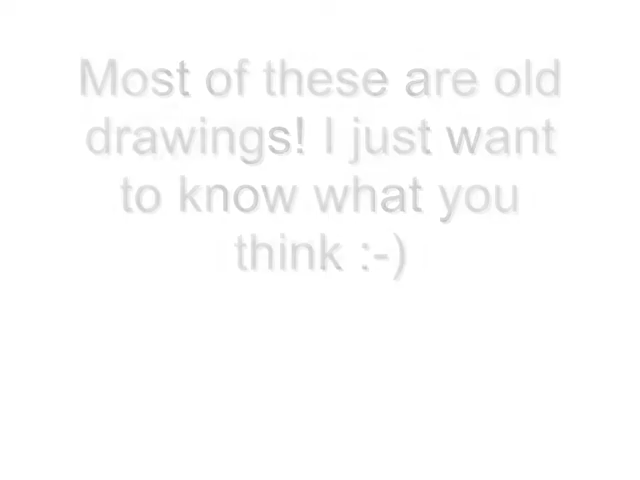 Most of these are old
drawings! I just want
to know what you
think :-)